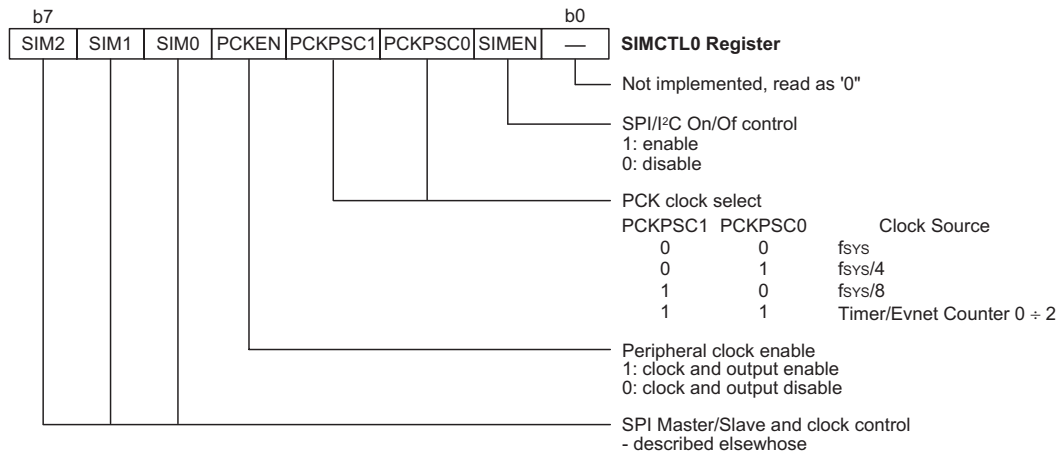 b7 b0
SIM2 SIM1 SIM0 PCKEN PCKPSC1 PCKPSC0 SIMEN — SIMCTL0 Register
Not implemented, read as '0"
SPI/I²C On/Of control
1: enable
0: disable
PCK clock select
PCKPSC1 PCKPSC0 Clock Source
0 0 fSYS
0 1 fSYS/4
1 0 fSYS/8
1 1 Timer/Evnet Counter 0 ÷ 2
Peripheral clock enable
1: clock and output enable
0: clock and output disable
SPI Master/Slave and clock control
- described elsewhose